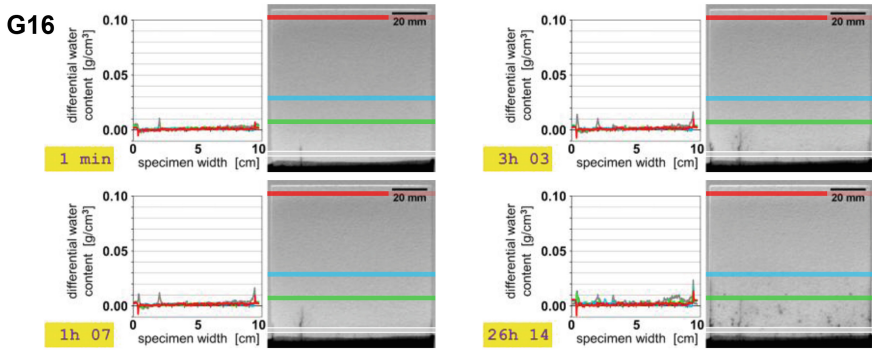 G16
differential water
content [g/cm³]
0.10
0.05
0.00
0
5
10
specimen width [cm]
1 min
20 mm
differential water
content [g/cm³]
0.10
0.05
0.00
0
5
10
specimen width [cm]
3h 03
20 mm
differential water
content [g/cm³]
0.10
0.05
0.00
0
5
10
specimen width [cm]
1h 07
20 mm
differential water
content [g/cm³]
0.10
0.05
0.00
0
5
10
specimen width [cm]
26h 14
20 mm